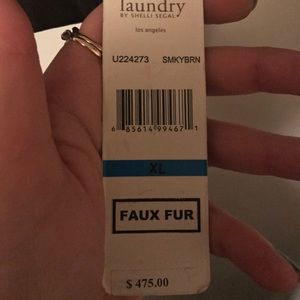 laundry
BY SHELLI SEGAL
los angeles
U224273 SMKYBRN
6 85614 99467 1
XL
FAUX FUR
$ 475.00